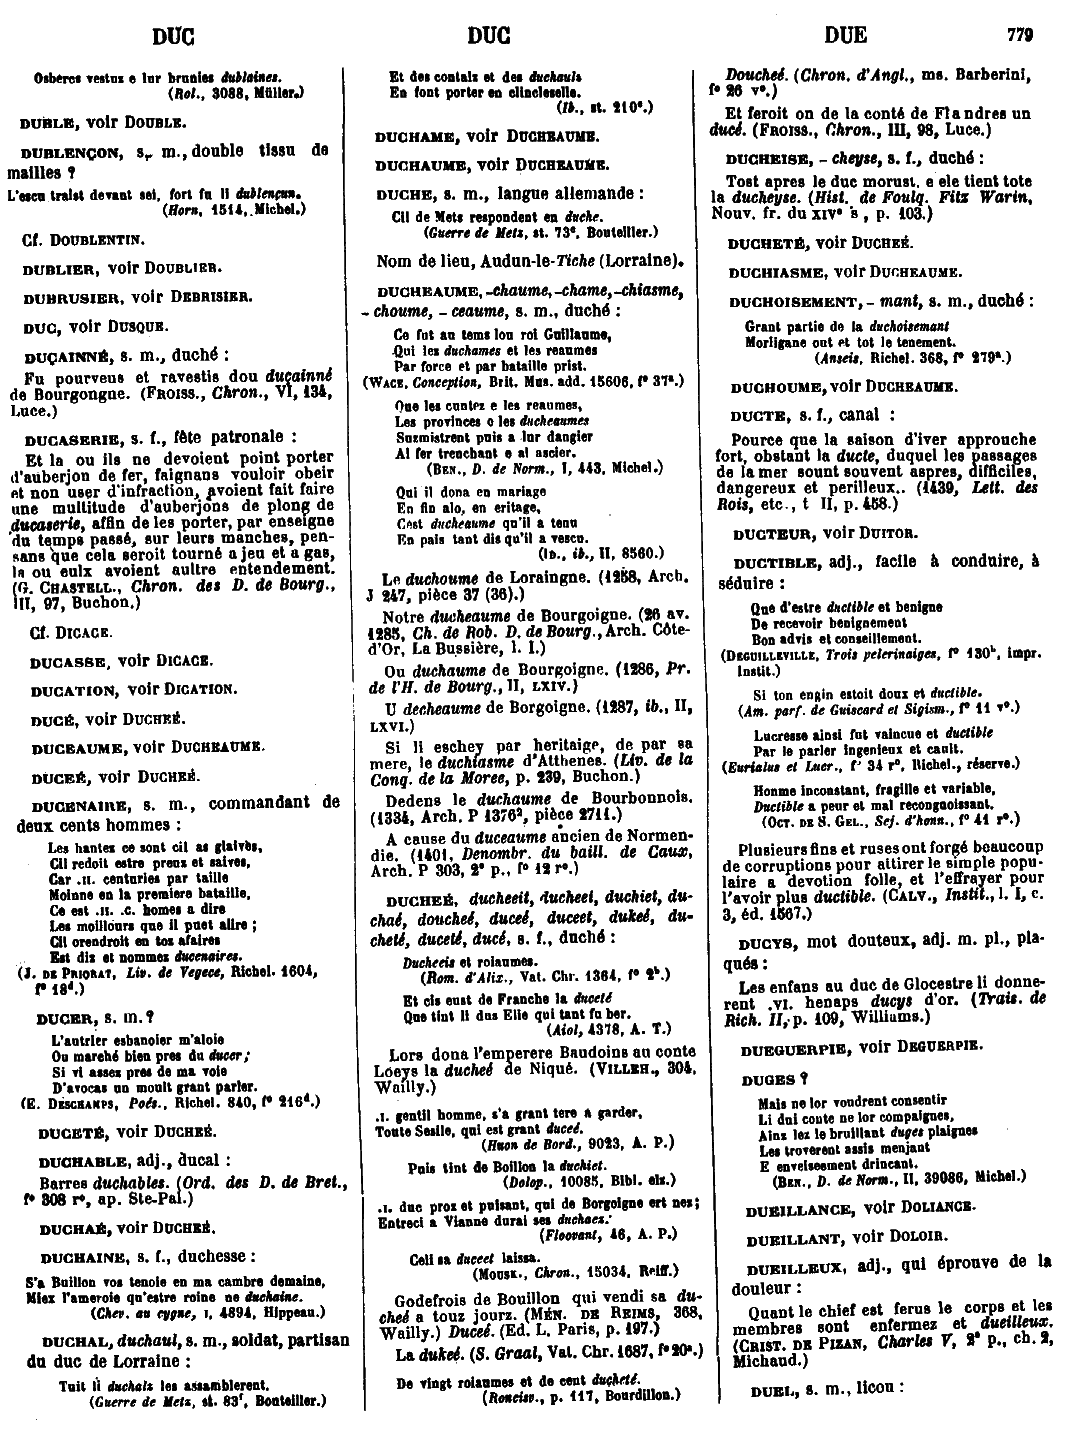 DUC
DUC
DUE
779
Osberes vestuz e lur brunies dublaines.
(Rol., 3088, Müller.)
DUBLE, voir DOUBLE.
DUBLENÇON, s. m., double tissu de
mailles ?
L'escu traist devant sei, fort fu li dublençun.
(Horn, 1514, Michel.)
Cf. DOUBLENTIN.
DUBLIER, voir DOUBLIER.
DUBRUSIER, voir DEBRISIER.
DUC, voir DUSQUE.
DUÇAINNÉ, s. m., duché :
Fu pourveus et ravestis dou duçainné
de Bourgongne. (FROISS., Chron., VI, 134,
Luce.)
DUCASERIE, s. f., fête patronale :
Et la ou ils ne devoient point porter
d'auberjon de fer, faignans vouloir obeir
et non user d'infraction, avoient fait faire
une multitude d'auberjons de plong de
ducaserie, affin de les porter, par enseigne
du temps passé, sur leurs manches, pen-
sans que cela seroit tourné a jeu et a gas,
la ou eulx avoient aultre entendement.
(G. CHASTELL., Chron. des D. de Bourg.,
III, 97, Buchon.)
Cf. DICACE.
DUCASSE, voir DICACE.
DUCATION, voir DICATION.
DUCÉ, voir DUCHEÉ.
DUCEAUME, voir DUCHEAUME.
DUCEÉ, voir DUCHEÉ.
DUCENAIRE, s. m., commandant de
deux cents hommes :
Les hantez ce sont cil as glaivès,
Cil redoit estre preuz et saives,
Car .II. centuries par taille
Moinne en la premiere bataille,
Ce est .II. .C. homes a dire
Les moillours que il puet allre ;
Cil orendroit en toz afaires
Est diz et nommez ducenaires.
(J. DE PRIORAT, Liv. de Vegece, Richel. 1604,
f° 18d.)
DUCER, s. m. ?
L'autrier esbanoier m'aloie
Ou marché bien pres du ducer ;
Si vi assez pres de ma voie
D'avocas un moult grant parler.
(E. DESCHAMPS, Poés., Richel. 840, f° 216d.)
DUCETÉ, voir DUCHEÉ.
DUCHABLE, adj., ducal :
Barres duchables. (Ord. des D. de Bret.,
f° 308 r°, ap. Ste-Pal.)
DUCHAÉ, voir DUCHEÉ.
DUCHAINE, s. f., duchesse :
S'a Buillon vos tenoie en ma cambre demaine,
Miex l'ameroie qu'estre roine ne duchaine.
(Chev. au cygne, I, 4894, Hippeau.)
DUCHAL, duchaul, s. m., soldat, partisan
du duc de Lorraine :
Tuit li duchalz les assamblerent.
(Guerre de Metz, st. 83f, Bouteiller.)
Et des contalz et des duchaulz
En font porter en clincleselle.
(Ib., st. 210e.)
DUCHAME, voir DUCHEAUME.
DUCHAUME, voir DUCHEAUME.
DUCHE, s. m., langue allemande :
Cil de Mets respondent en duche.
(Guerre de Metz, st. 73e, Bouteiller.)
Nom de lieu, Audun-le-Tiche (Lorraine).
DUCHEAUME, -chaume, -chame, -chiasme,
- choume, - ceaume, s. m., duché :
Ce fut au tems lou roi Guillaume,
Qui les duchames et les reaumes
Par force et par bataille prist.
(WACE, Conception, Brit. Mus. add. 15606, f° 37a.)
Que les cuntez e les reaumes,
Les provinces o les ducheaumes
Suzmistrent puis a lur dangier
Al fer trenchant e al ascier.
(BEN., D. de Norm., I, 443, Michel.)
Qui il dona en mariage
En fin alo, en eritage,
Cest ducheaume qu'il a tenu
En pais tant dis qu'il a vescu.
(ID., ib., II, 8560.)
Le duchoume de Loraingne. (1258, Arch.
J 247, pièce 37 (36).)
Notre ducheaume de Bourgoigne. (26 av.
1285, Ch. de Rob. D. de Bourg., Arch. Côte-
d'Or, La Bussière, l. I.)
Ou duchaume de Bourgoigne. (1286, Pr.
de l'H. de Bourg., II, LXIV.)
U decheaume de Borgoigne. (1287, ib., II,
LXVI.)
Si li eschey par heritaige, de par sa
mere, le duchiasme d'Atthenes. (Liv. de la
Conq. de la Moree, p. 239, Buchon.)
Dedens le duchaume de Bourbonnois.
(1334, Arch. P 1376², pièce 2711.)
A cause du duceaume ancien de Normen-
die. (1401, Denombr. du baill. de Caux,
Arch. P 303, 2e p., f° 12 r°.)
DUCHEÉ, ducheeit, ducheet, duchiet, du-
chaé, doucheé, duceé, duceet, dukeé, du-
cheté, duceté, ducé, s. f., duché :
Ducheeis et roiaumes.
(Rom. d'Alix., Vat. Chr. 1364, f° 2b.)
Et cis eust de Franche la duceté
Que tint li dus Elie qui tant fu ber.
(Aiol, 4378, A. T.)
Lors dona l'emperere Baudoins au conte
Loeys la ducheé de Niqué. (VILLEH., 304,
Wailly.)
.I. gentil homme, s'a grant tere a garder,
Toute Sesile, qui est grant duceé.
(Huon de Bord., 9023, A. P.)
Puis tint de Boillon la duchiet.
(Dolop., 10085, Bibl. elz.)
.I. duc proz et puisant, qui de Borgoigne ert nez ;
Entreci a Vianne durai ses duchaez.
(Floovant, 46, A. P.)
Celi sa duceet laissa.
(MOUSK., Chron., 15034, Reiff.)
Godefrois de Bouillon qui vendi sa du-
cheé a touz jourz. (MÉN. DE REIMS, 368,
Wailly.) Duceé. (Ed. L. Paris, p. 197.)
La dukeé. (S. Graal, Vat. Chr. 1687, f° 20a.)
De vingt roiaumes et de cent ducheté.
(Ronciev., p. 117, Bourdillon.)
Doucheé. (Chron. d'Angl., ms. Barberini,
f° 26 v°.)
Et feroit on de la conté de Flandres un
ducé. (FROISS., Chron., III, 98, Luce.)
DUCHEISE, - cheyse, s. f., duché :
Tost apres le duc morust, e ele tient tote
la ducheyse. (Hist. de Foulq. Fitz Warin,
Nouv. fr. du XIVe s , p. 103.)
DUCHETÉ, voir DUCHEÉ.
DUCHIASME, voir DUCHEAUME.
DUCHOISEMENT, - mant, s. m., duché :
Grant partie de la duchoisemant
Morligane out et tot le tenement.
(Anseis, Richel. 368, f° 279a.)
DUCHOUME, voir DUCHEAUME.
DUCTE, s. f., canal :
Pource que la saison d'iver approuche
fort, obstant la ducte, duquel les passages
de la mer sount souvent aspres, difficiles,
dangereux et perilleux.. (1439, Lett. des
Rois, etc., t II, p. 458.)
DUCTEUR, voir DUITOR.
DUCTIBLE, adj., facile à conduire, à
séduire :
Que d'estre ductible et benigne
De recevoir benignement
Bon advis et conseillement.
(DEGUILLEVILLE, Trois pelerinaiges, f° 130b, impr.
Instit.)
Si ton engin estoit doux et ductible.
(Am. parf. de Guiscard et Sigism., f° 11 v°.)
Lucresse ainsi fut vaincue et ductible
Par le parler ingenieux et cault.
(Eurialus et Lucr., f° 34 r°, Richel., réserve.)
Homme inconstant, fragille et variable,
Ductible a peur et mal recongnoissant.
(OCT. DE S. GEL., Sej. d'honn., f° 41 r°.)
Plusieurs fins et ruses ont forgé beaucoup
de corruptions pour attirer le simple popu-
laire a devotion folle, et l'effrayer pour
l'avoir plus ductible. (CALV., Instit., l. I, c.
3, éd. 1567.)
DUCYS, mot douteux, adj. m. pl., pla-
qués :
Les enfans au duc de Glocestre li donne-
rent .VI. henaps ducys d'or. (Trais. de
Rich. II, p. 109, Williams.)
DUEGUERPIE, voir DEGUERPIE.
DUGES ?
Mais ne lor voudrent consentir
Li dui conte ne lor compaignes,
Ainz lez le bruillant duges plaignes
Les troverent assis menjant
E enveiseement drincant.
(BEN., D. de Norm., II, 39086, Michel.)
DUEILLANCE, voir DOLIANCE.
DUEILLANT, voir DOLOIR.
DUEILLEUX, adj., qui éprouve de la
douleur :
Quant le chief est ferus le corps et les
membres sont enfermez et dueilleux.
(CRIST. DE PIZAN, Charles V, 2e p., ch. 2,
Michaud.)
DUEL, s. m., licou :